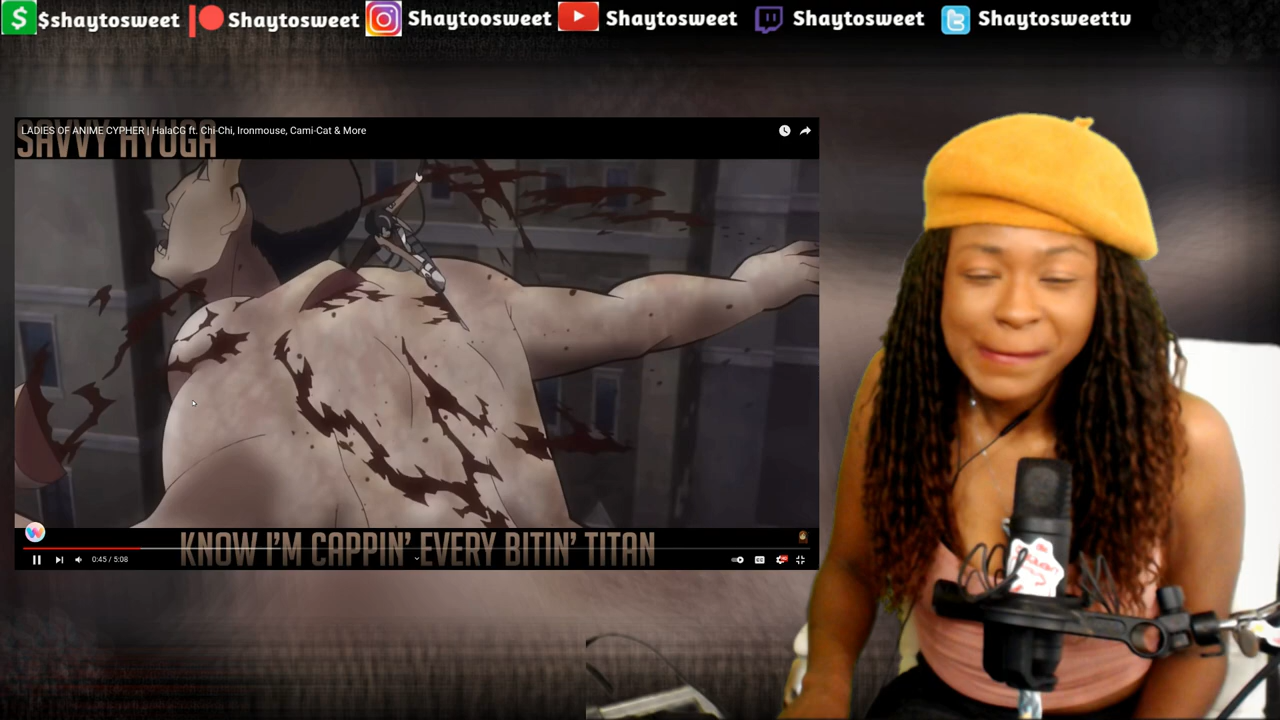 $shaytosweet Shaytosweet Shaytoosweet Shaytosweet Shaytosweet Shaytosweettv
LADIES OF ANIME CYPHER | HalaCG ft. Chi-Chi, Ironmouse, Cami-Cat & More
SAVVY HYUGA
KNOW I'M CAPPIN' EVERY BITIN' TITAN
0:45 / 5:08